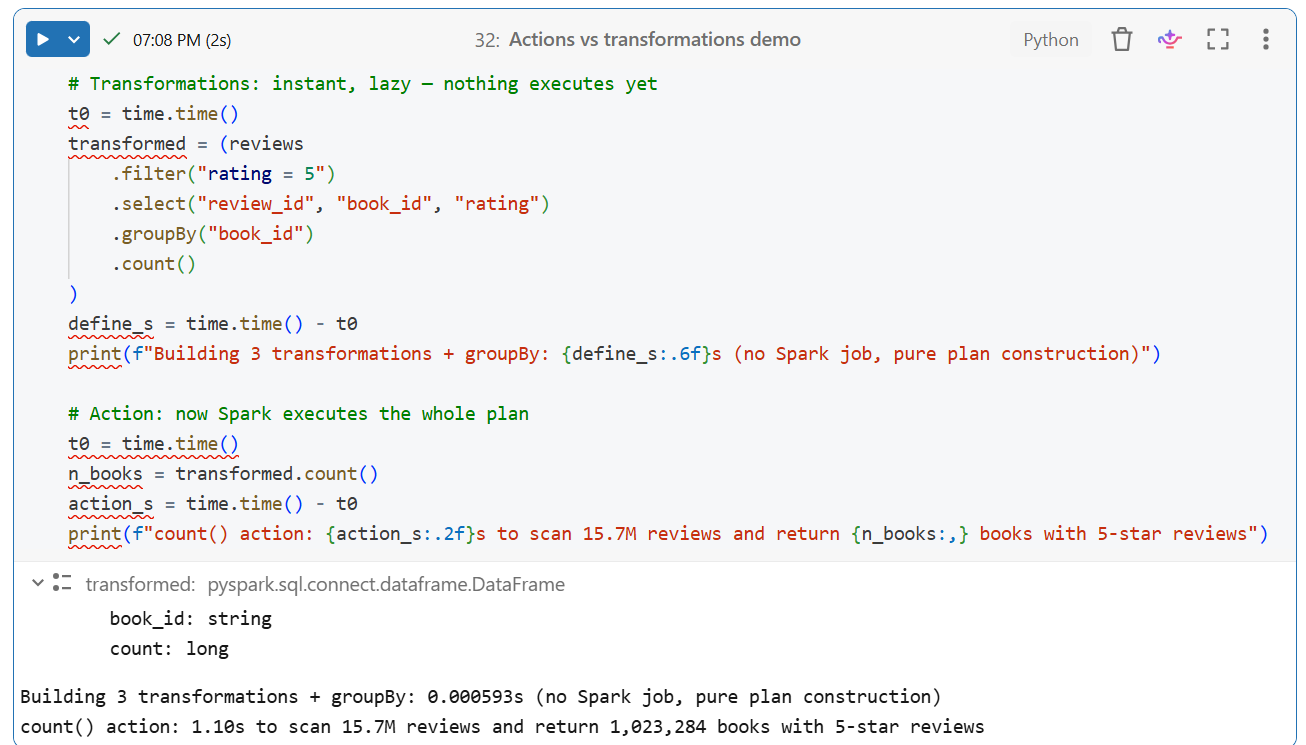 07:08 PM (2s) 32: Actions vs transformations demo Python
# Transformations: instant, lazy — nothing executes yet
t0 = time.time()
transformed = (reviews
    .filter("rating = 5")
    .select("review_id", "book_id", "rating")
    .groupBy("book_id")
    .count()
)
define_s = time.time() - t0
print(f"Building 3 transformations + groupBy: {define_s:.6f}s (no Spark job, pure plan construction)")

# Action: now Spark executes the whole plan
t0 = time.time()
n_books = transformed.count()
action_s = time.time() - t0
print(f"count() action: {action_s:.2f}s to scan 15.7M reviews and return {n_books:,} books with 5-star reviews")
transformed: pyspark.sql.connect.dataframe.DataFrame
book_id: string
count: long
Building 3 transformations + groupBy: 0.000593s (no Spark job, pure plan construction)
count() action: 1.10s to scan 15.7M reviews and return 1,023,284 books with 5-star reviews